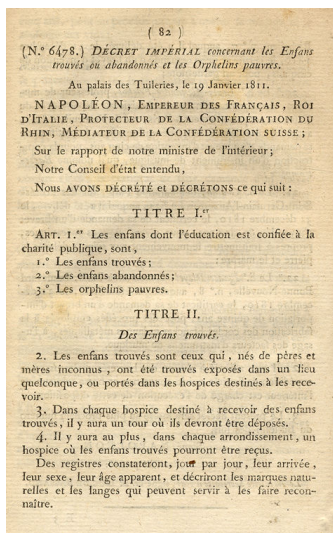 ( 82 )
(N.° 6478.) DÉCRET IMPÉRIAL concernant les Enfans
trouvés ou abandonnés et les Orphelins pauvres.
Au palais des Tuileries, le 19 Janvier 1811.
NAPOLÉON, EMPEREUR DES FRANÇAIS, ROI
D'ITALIE, PROTECTEUR DE LA CONFÉDÉRATION DU
RHIN, MÉDIATEUR DE LA CONFÉDÉRATION SUISSE;
Sur le rapport de notre ministre de l'intérieur;
Notre Conseil d'état entendu,
Nous AVONS DÉCRÉTÉ et DÉCRÉTONS ce qui suit:
TITRE I.er
ART. I.er Les enfans dont l'éducation est confiée à la
charité publique, sont,
1.° Les enfans trouvés;
2.° Les enfans abandonnés;
3.° Les orphelins pauvres.
TITRE II.
Des Enfans trouvés.
2. Les enfans trouvés sont ceux qui, nés de pères et
mères inconnus, ont été trouvés exposés dans un lieu
quelconque, ou portés dans les hospices destinés à les rece-
voir.
3. Dans chaque hospice destiné à recevoir des enfans
trouvés, il y aura un tour où ils devront être déposés.
4. Il y aura au plus, dans chaque arrondissement, un
hospice où les enfans trouvés pourront être reçus.
Des registres constateront, jour par jour, leur arrivée,
leur sexe, leur âge apparent, et décriront les marques natu-
relles et les langes qui peuvent servir à les faire recon-
naître.